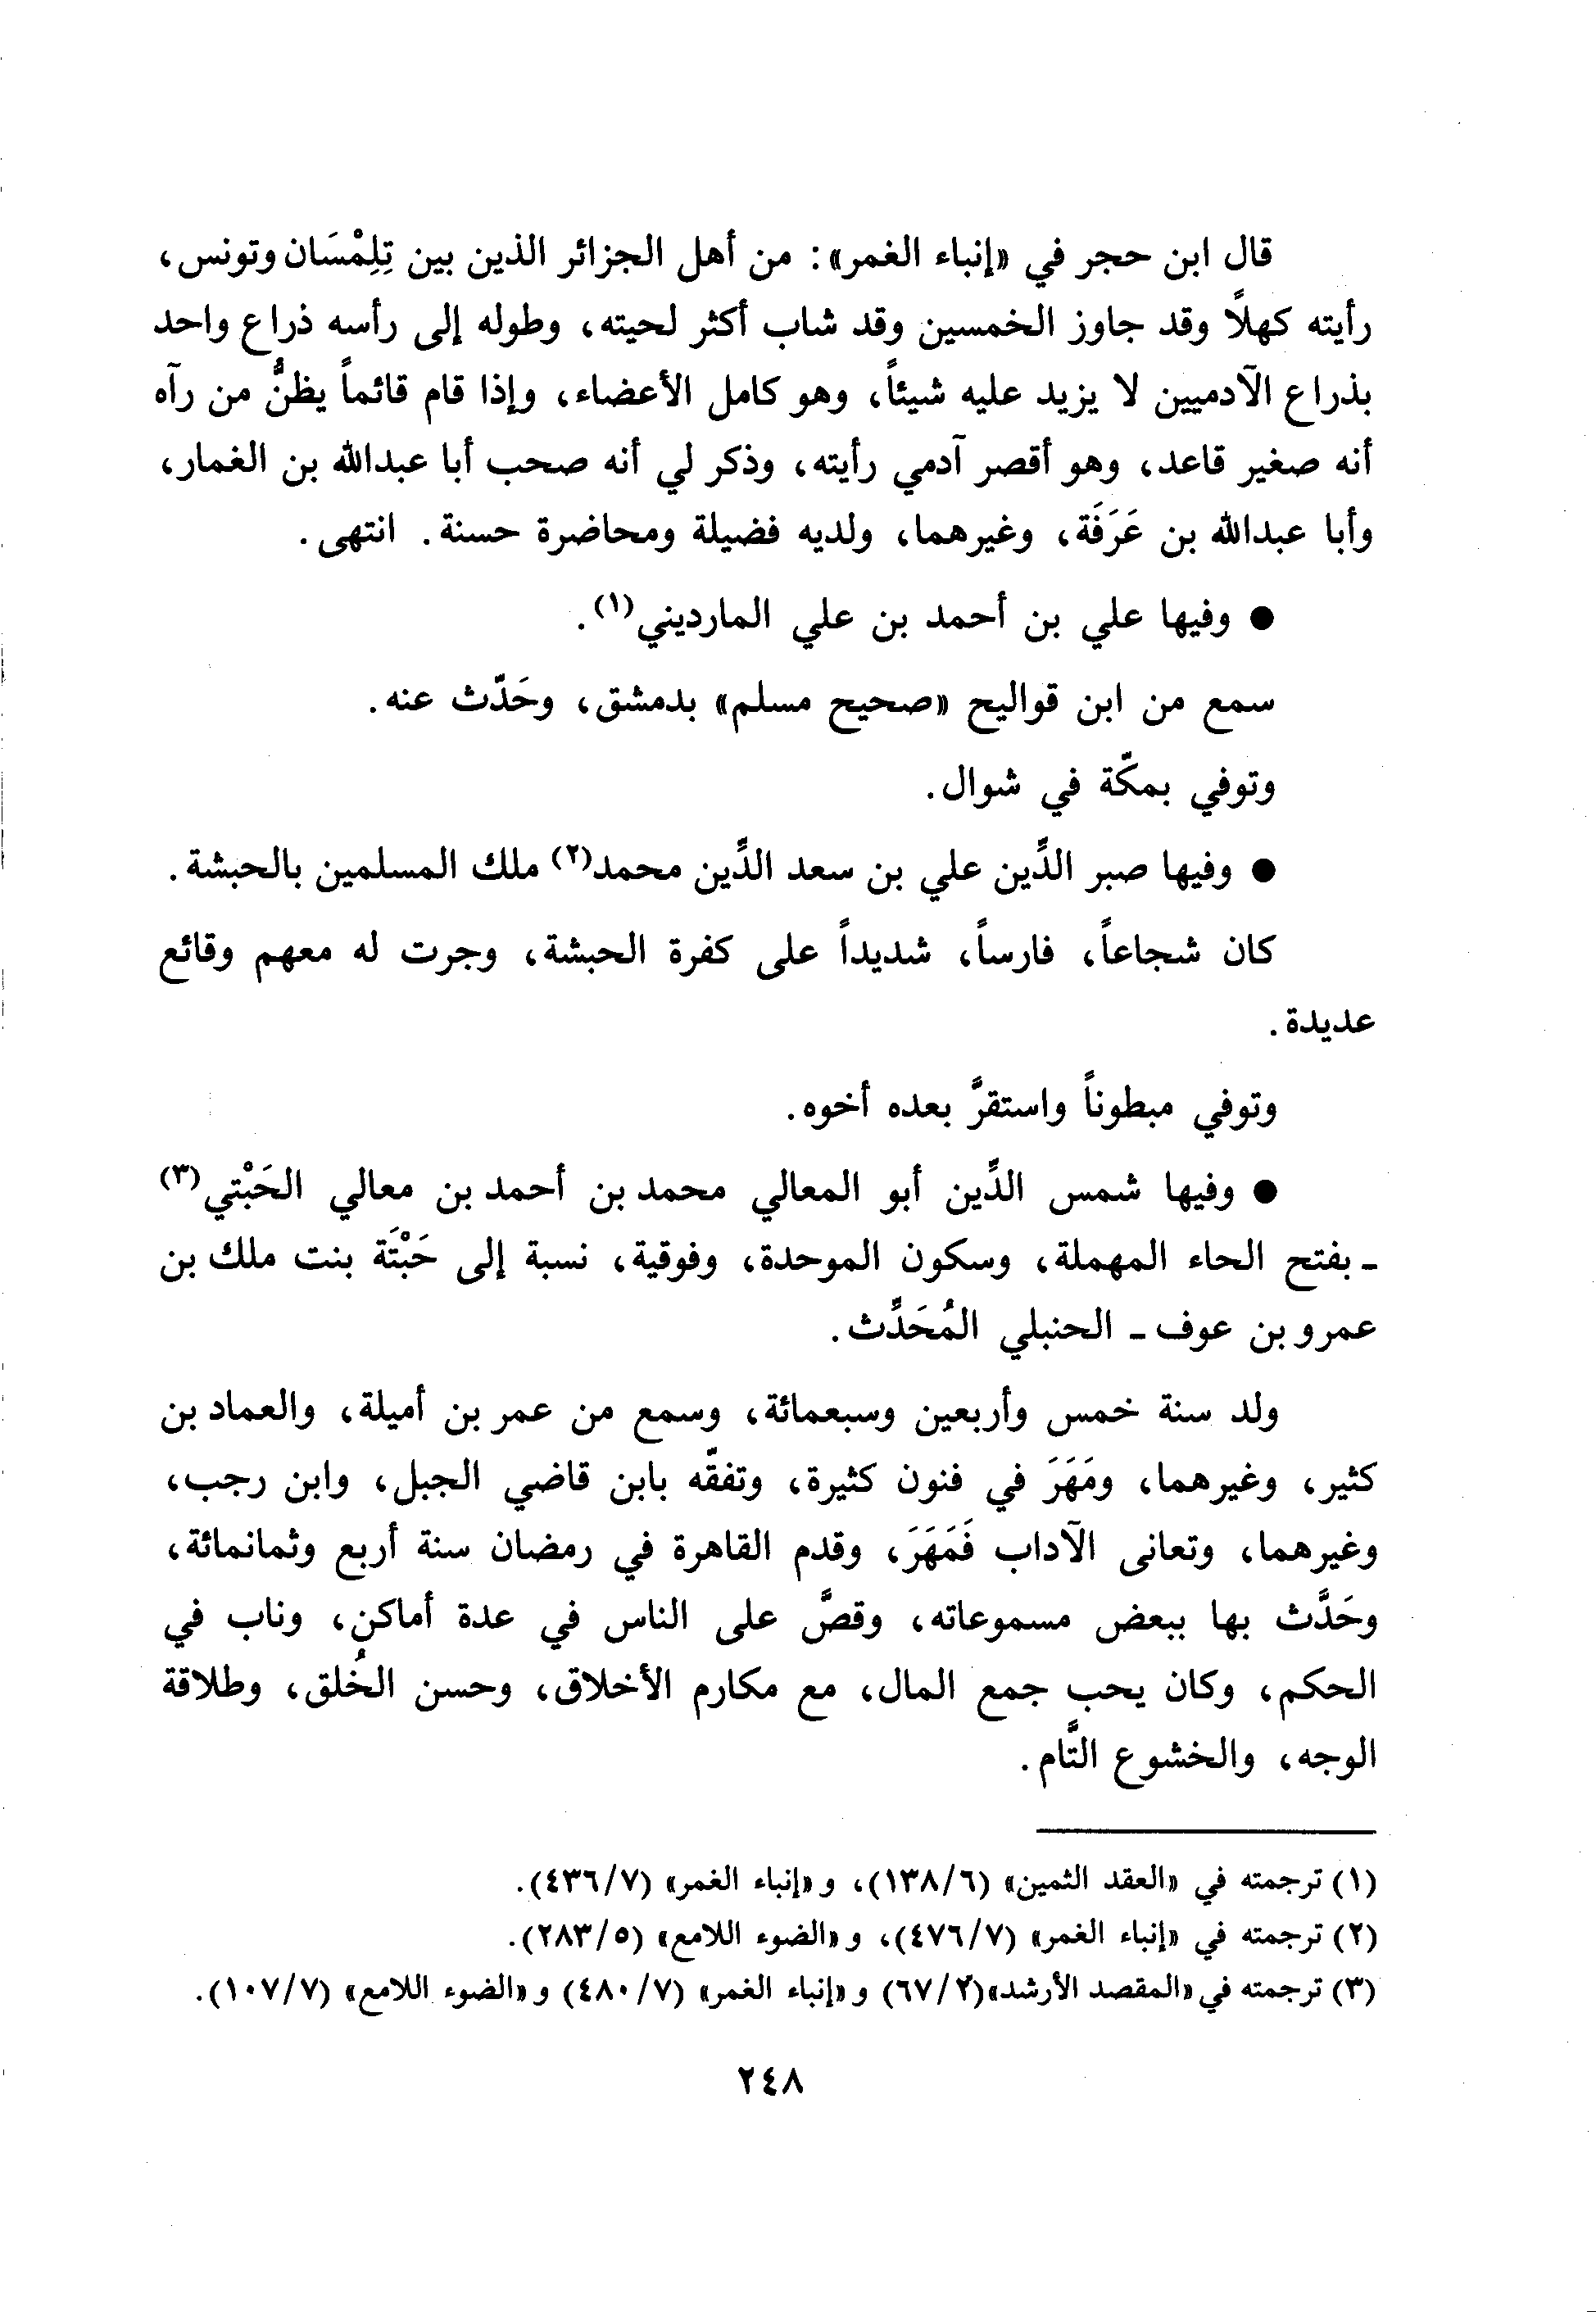 قال ابن حجر في «إنباء الغمر»: من أهل الجزائر الذين بين تِلِمْسَان وتونس،
رأيته كهلًا وقد جاوز الخمسين وقد شاب أكثر لحيته، وطوله إلى رأسه ذراع واحد
بذراع الآدميين لا يزيد عليه شيئاً، وهو كامل الأعضاء، وإذا قام قائماً يظنُّ من رآه
أنه صغير قاعد، وهو أقصر آدمي رأيته، وذكر لي أنه صحب أبا عبدالله بن الغمار،
وأبا عبدالله بن عَرَفَة، وغيرهما، ولديه فضيلة ومحاضرة حسنة. انتهى.
● وفيها علي بن أحمد بن علي المارديني(١).
سمع من ابن قواليح «صحيح مسلم» بدمشق، وحَدّث عنه.
وتوفي بمكّة في شوال.
● وفيها صبر الدِّين علي بن سعد الدِّين محمد(٢) ملك المسلمين بالحبشة.
كان شجاعاً، فارساً، شديداً على كفرة الحبشة، وجرت له معهم وقائع
عديدة.
وتوفي مبطوناً واستقرَّ بعده أخوه.
● وفيها شمس الدِّين أبو المعالي محمد بن أحمد بن معالي الحَبْتي(٣)
ـ بفتح الحاء المهملة، وسكون الموحدة، وفوقية، نسبة إلى حَبْتَة بنت ملك بن
عمرو بن عوف ـ الحنبلي المُحَدِّث.
ولد سنة خمس وأربعين وسبعمائة، وسمع من عمر بن أميلة، والعماد بن
كثير، وغيرهما، ومَهَرَ في فنون كثيرة، وتفقّه بابن قاضي الجبل، وابن رجب،
وغيرهما، وتعانى الآداب فَمَهَرَ، وقدم القاهرة في رمضان سنة أربع وثمانمائة،
وحَدَّث بها ببعض مسموعاته، وقصَّ على الناس في عدة أماكن، وناب في
الحكم، وكان يحب جمع المال، مع مكارم الأخلاق، وحسن الخُلق، وطلاقة
الوجه، والخشوع التَّام.
(١) ترجمته في «العقد الثمين» (١٣٨/٦)، و«إنباء الغمر» (٤٣٦/٧).
(٢) ترجمته في «إنباء الغمر» (٤٧٦/٧)، و«الضوء اللامع» (٢٨٣/٥).
(٣) ترجمته في «المقصد الأرشد»(٦٧/٢) و«إنباء الغمر» (٤٨٠/٧) و«الضوء اللامع» (١٠٧/٧).
٢٤٨